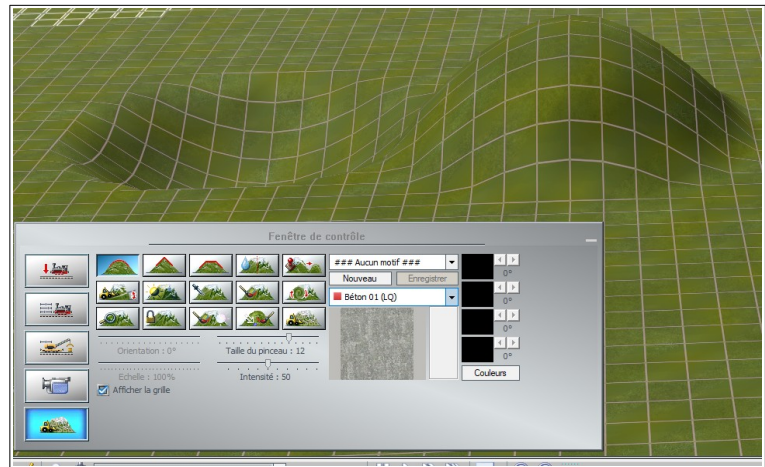 Fenêtre de contrôle
### Aucun motif ###
Nouveau Enregistrer
Béton 01 (LQ)
0°
0°
0°
0°
Couleurs
Orientation : 0° Taille du pinceau : 12
Echelle : 100% Intensité : 50
Afficher la grille